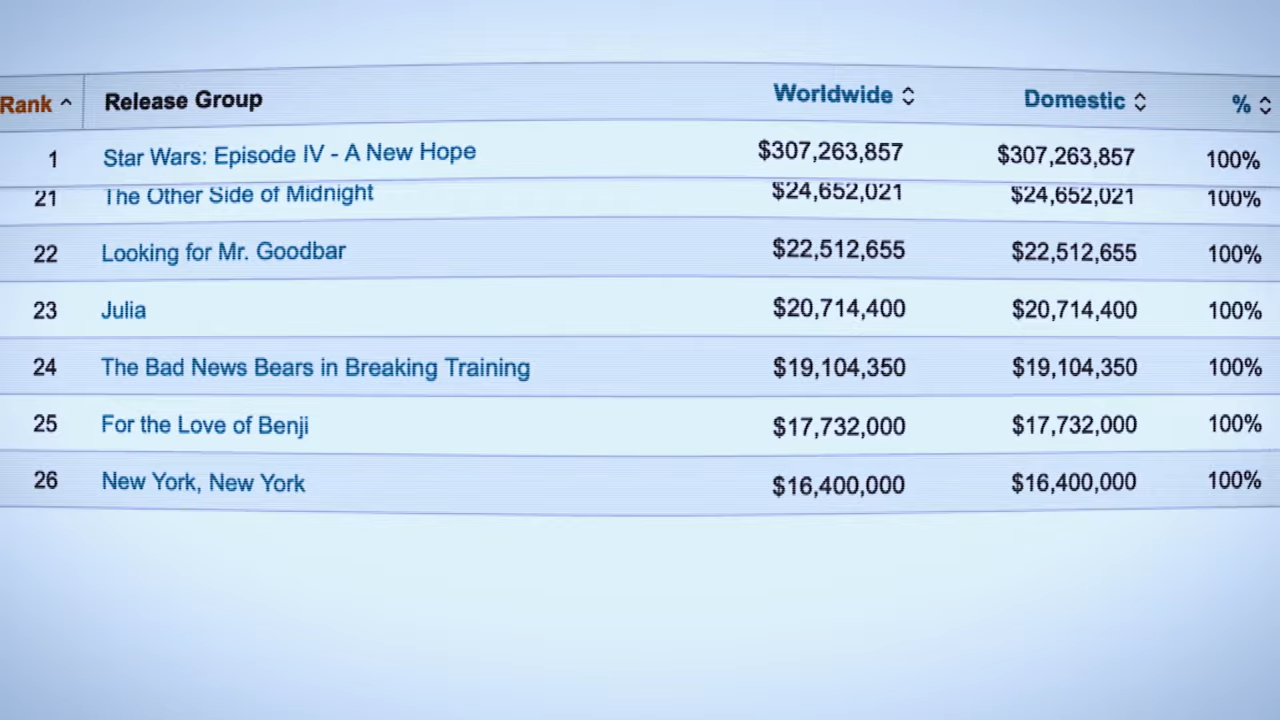 Rank Release Group Worldwide Domestic %
1 Star Wars: Episode IV - A New Hope $307,263,857 $307,263,857 100%
21 The Other Side of Midnight $24,652,021 $24,652,021 100%
22 Looking for Mr. Goodbar $22,512,655 $22,512,655 100%
23 Julia $20,714,400 $20,714,400 100%
24 The Bad News Bears in Breaking Training $19,104,350 $19,104,350 100%
25 For the Love of Benji $17,732,000 $17,732,000 100%
26 New York, New York $16,400,000 $16,400,000 100%